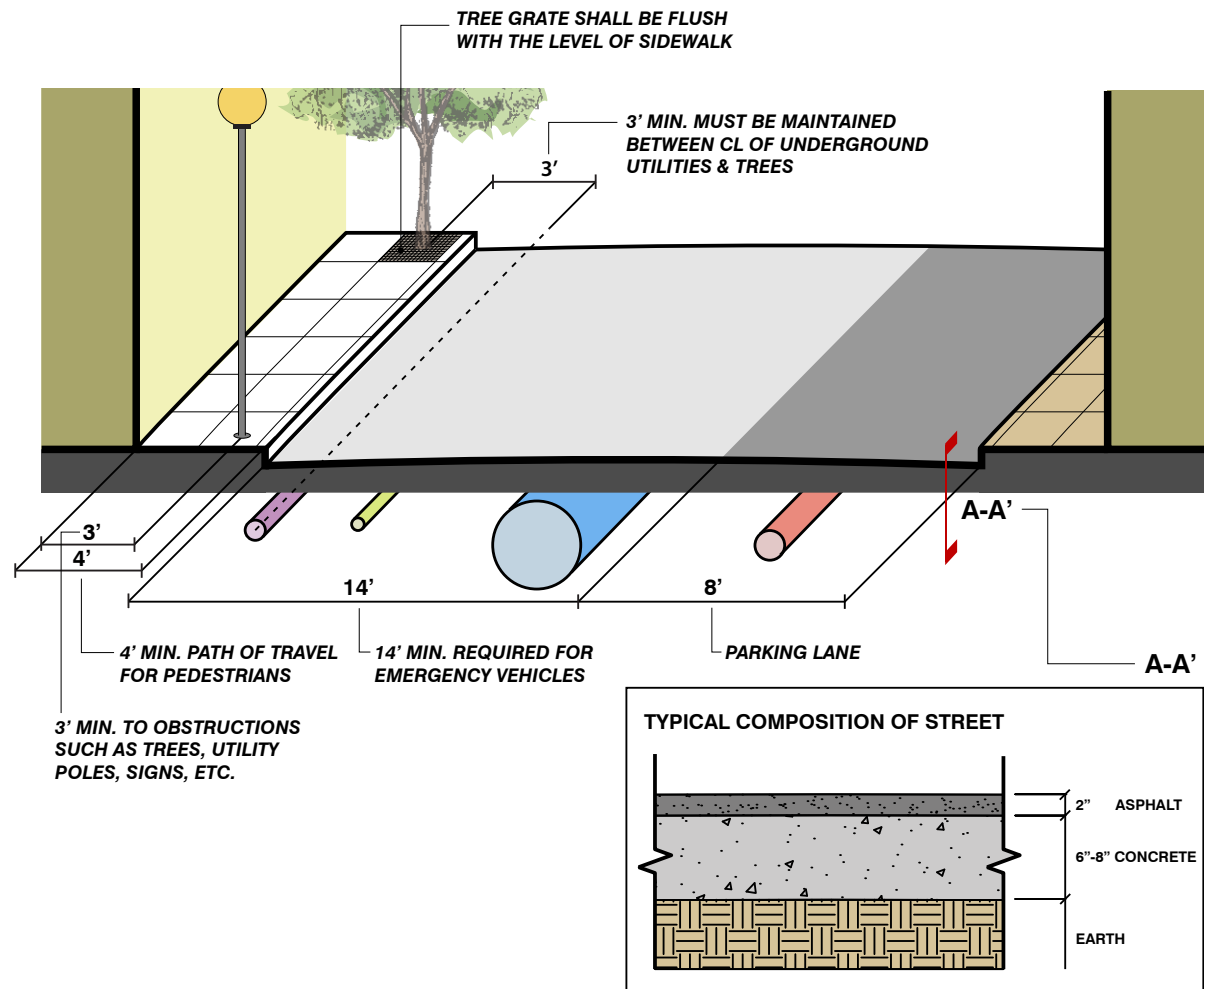 TREE GRATE SHALL BE FLUSH
WITH THE LEVEL OF SIDEWALK
3’ MIN. MUST BE MAINTAINED
BETWEEN CL OF UNDERGROUND
UTILITIES & TREES
3’
A-A’
3’
4’
14’
8’
4’ MIN. PATH OF TRAVEL
FOR PEDESTRIANS
14’ MIN. REQUIRED FOR
EMERGENCY VEHICLES
PARKING LANE
A-A’
3’ MIN. TO OBSTRUCTIONS
SUCH AS TREES, UTILITY
POLES, SIGNS, ETC.
TYPICAL COMPOSITION OF STREET
2” ASPHALT
6”-8” CONCRETE
EARTH